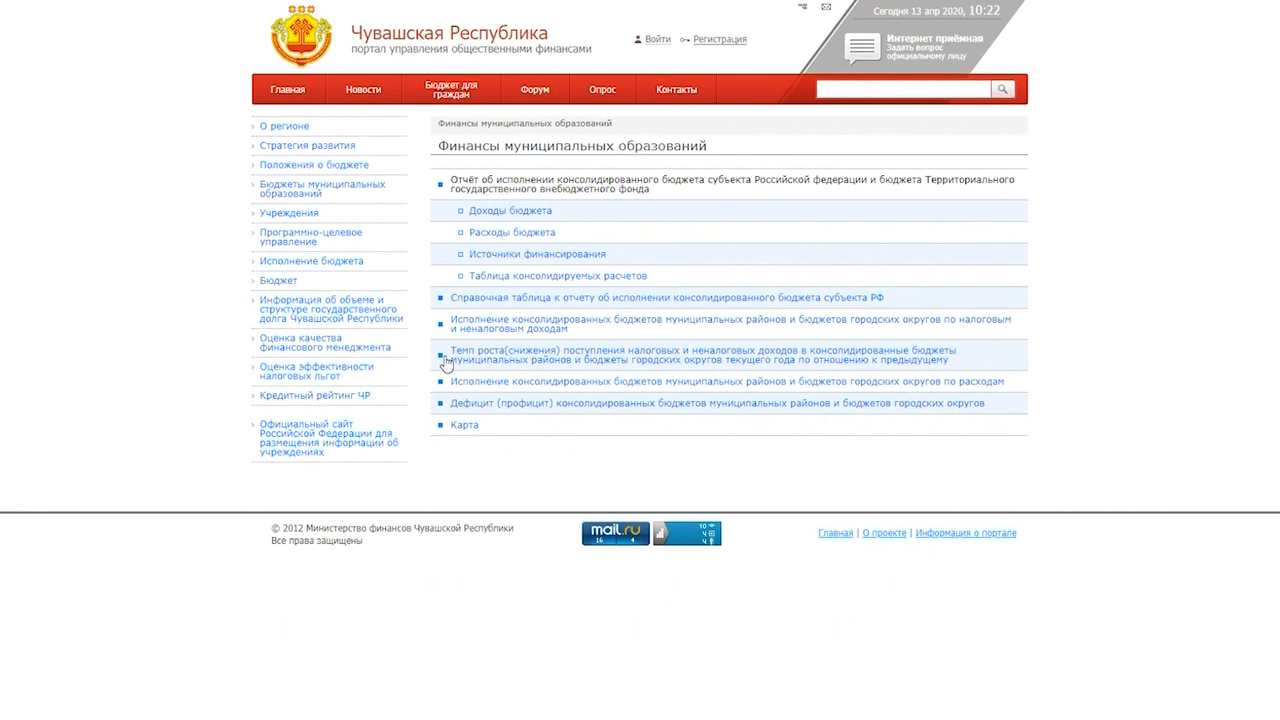 Сегодня 13 апр 2020, 10:22
Чувашская Республика
портал управления общественными финансами
Войти
Регистрация
Интернет приёмная
Задать вопрос
официальному лицу
Главная
Новости
Бюджет для
граждан
Форум
Опрос
Контакты
О регионе
Стратегия развития
Положения о бюджете
Бюджеты муниципальных
образований
Учреждения
Программно-целевое
управление
Исполнение бюджета
Бюджет
Информация об объеме и
структуре государственного
долга Чувашской Республики
Оценка качества
финансового менеджмента
Оценка эффективности
налоговых льгот
Кредитный рейтинг ЧР
Официальный сайт
Российской Федерации для
размещения информации об
учреждениях
Финансы муниципальных образований
Финансы муниципальных образований
Отчёт об исполнении консолидированного бюджета субъекта Российской федерации и бюджета Территориального
государственного внебюджетного фонда
Доходы бюджета
Расходы бюджета
Источники финансирования
Таблица консолидируемых расчетов
Справочная таблица к отчету об исполнении консолидированного бюджета субъекта РФ
Исполнение консолидированных бюджетов муниципальных районов и бюджетов городских округов по налоговым
и неналоговым доходам
Темп роста(снижения) поступления налоговых и неналоговых доходов в консолидированные бюджеты
муниципальных районов и бюджеты городских округов текущего года по отношению к предыдущему
Исполнение консолидированных бюджетов муниципальных районов и бюджетов городских округов по расходам
Дефицит (профицит) консолидированных бюджетов муниципальных районов и бюджетов городских округов
Карта
© 2012 Министерство финансов Чувашской Республики
Все права защищены
mail.ru
16 4
10
4
4
Главная | О проекте | Информация о портале